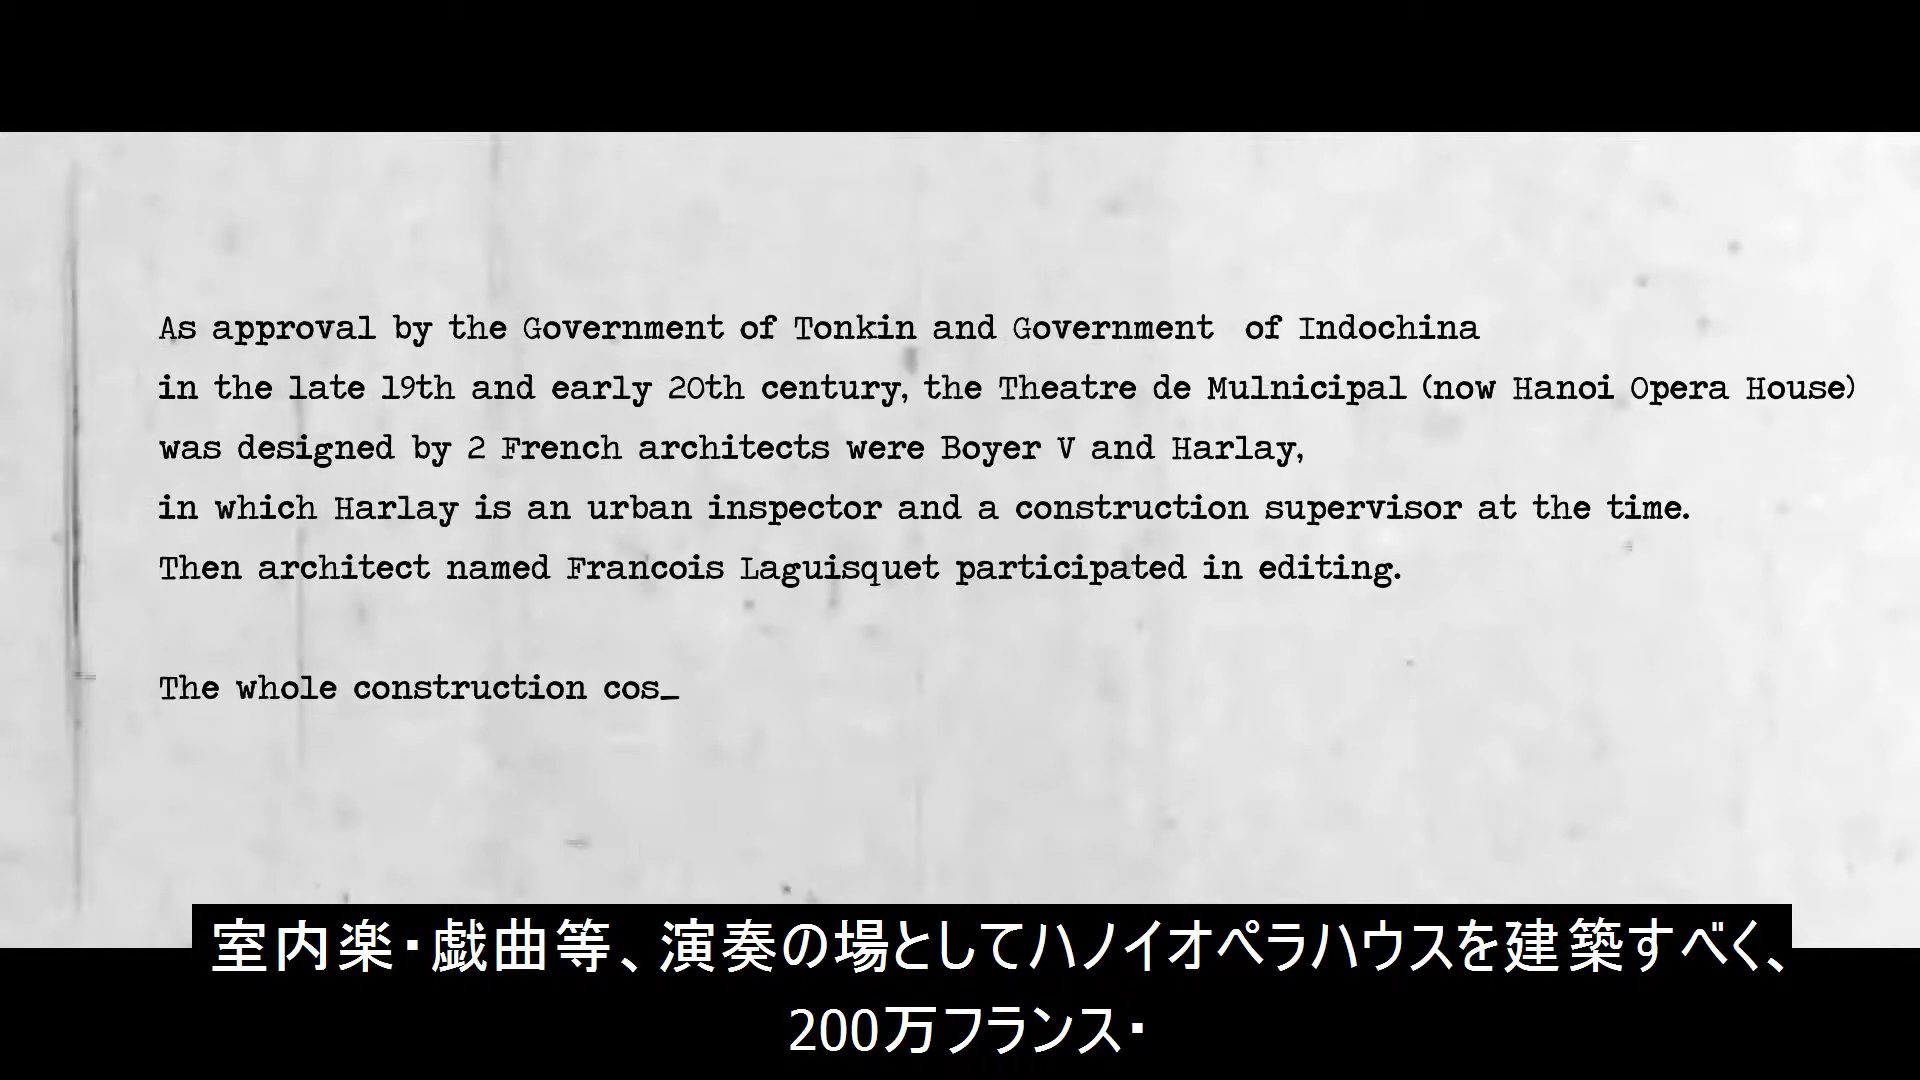 As approval by the Government of Tonkin and Government  of Indochina
in the late 19th and early 20th century, the Theatre de Mulnicipal (now Hanoi Opera House)
was designed by 2 French architects were Boyer V and Harlay,
in which Harlay is an urban inspector and a construction supervisor at the time.
Then architect named Francois Laguisquet participated in editing.
The whole construction cos_
室内楽・戯曲等、演奏の場としてハノイオペラハウスを建築すべく、
200万フランス・